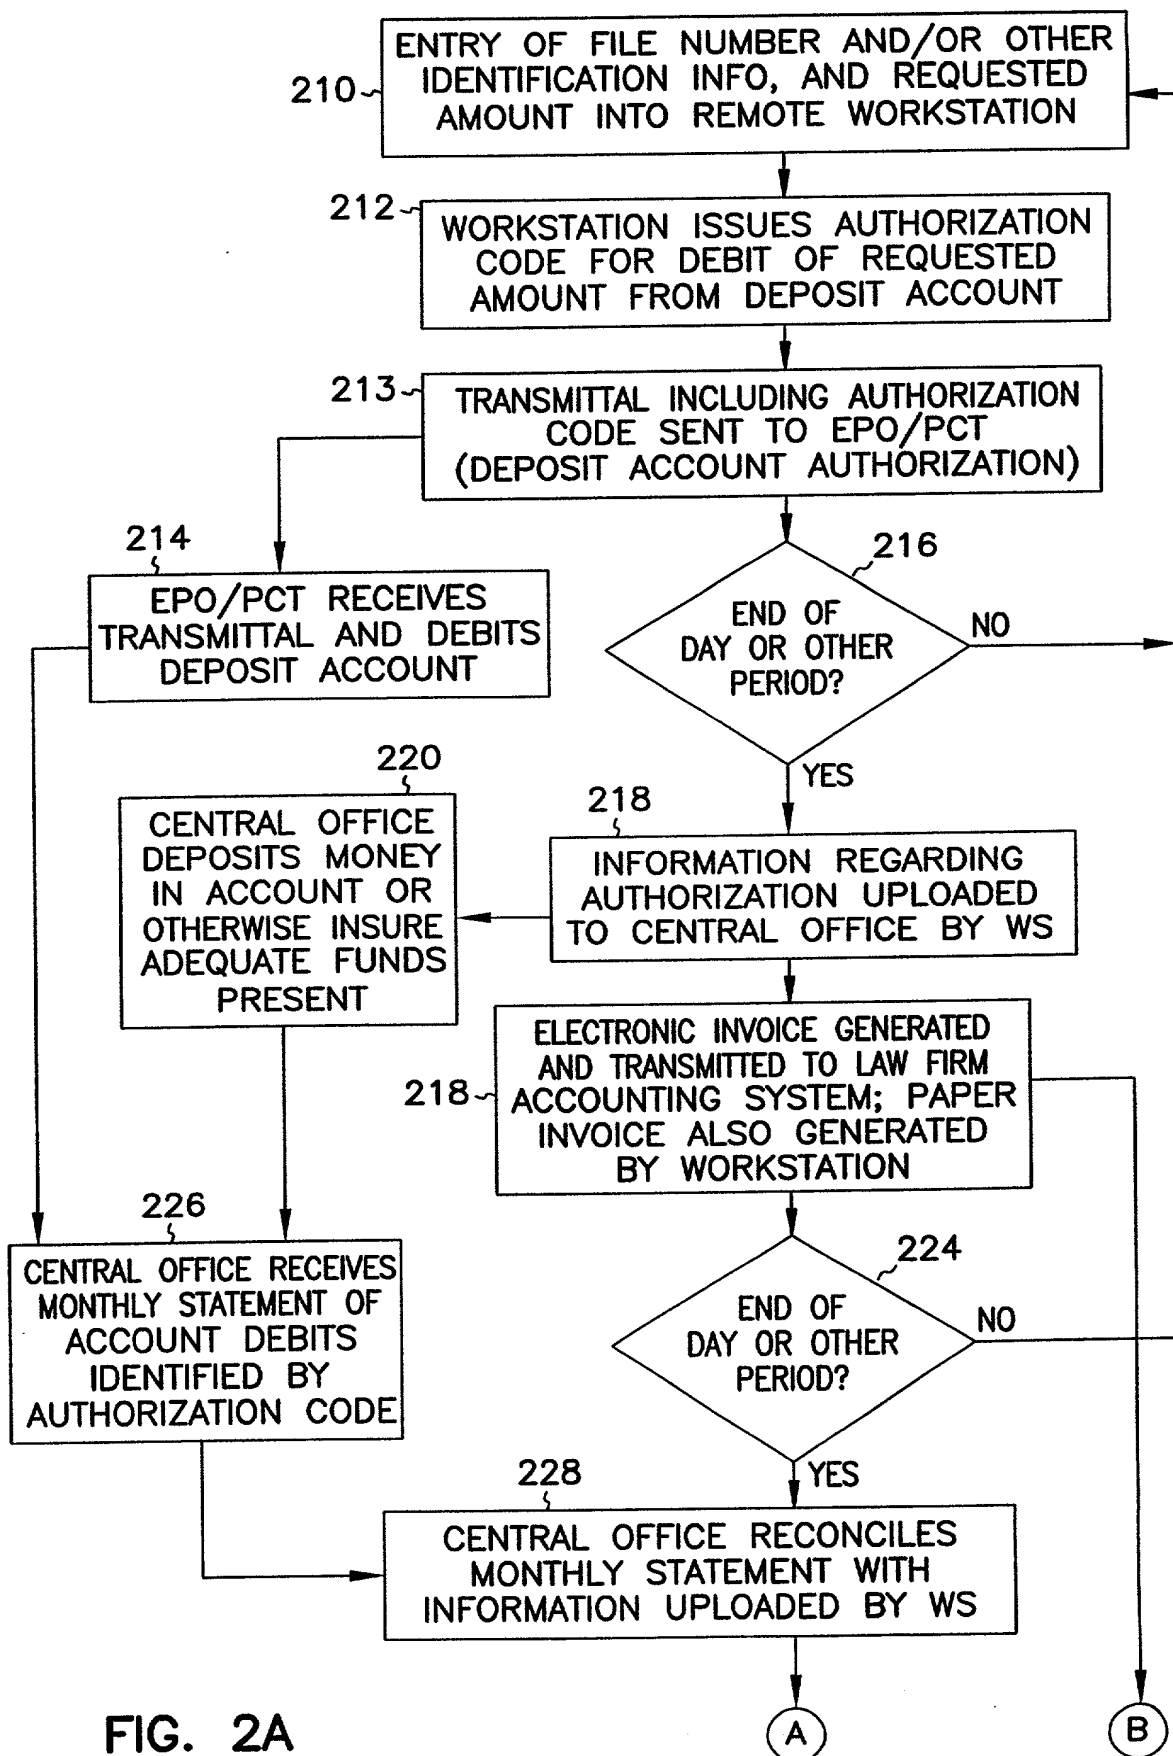 210
ENTRY OF FILE NUMBER AND/OR OTHER
IDENTIFICATION INFO, AND REQUESTED
AMOUNT INTO REMOTE WORKSTATION
212
WORKSTATION ISSUES AUTHORIZATION
CODE FOR DEBIT OF REQUESTED
AMOUNT FROM DEPOSIT ACCOUNT
213
TRANSMITTAL INCLUDING AUTHORIZATION
CODE SENT TO EPO/PCT
(DEPOSIT ACCOUNT AUTHORIZATION)
214
EPO/PCT RECEIVES
TRANSMITTAL AND DEBITS
DEPOSIT ACCOUNT
216
END OF
DAY OR OTHER
PERIOD?
NO
YES
220
CENTRAL OFFICE
DEPOSITS MONEY
IN ACCOUNT OR
OTHERWISE INSURE
ADEQUATE FUNDS
PRESENT
218
INFORMATION REGARDING
AUTHORIZATION UPLOADED
TO CENTRAL OFFICE BY WS
218
ELECTRONIC INVOICE GENERATED
AND TRANSMITTED TO LAW FIRM
ACCOUNTING SYSTEM; PAPER
INVOICE ALSO GENERATED
BY WORKSTATION
226
CENTRAL OFFICE RECEIVES
MONTHLY STATEMENT OF
ACCOUNT DEBITS
IDENTIFIED BY
AUTHORIZATION CODE
224
END OF
DAY OR OTHER
PERIOD?
NO
YES
228
CENTRAL OFFICE RECONCILES
MONTHLY STATEMENT WITH
INFORMATION UPLOADED BY WS
A
B
FIG. 2A